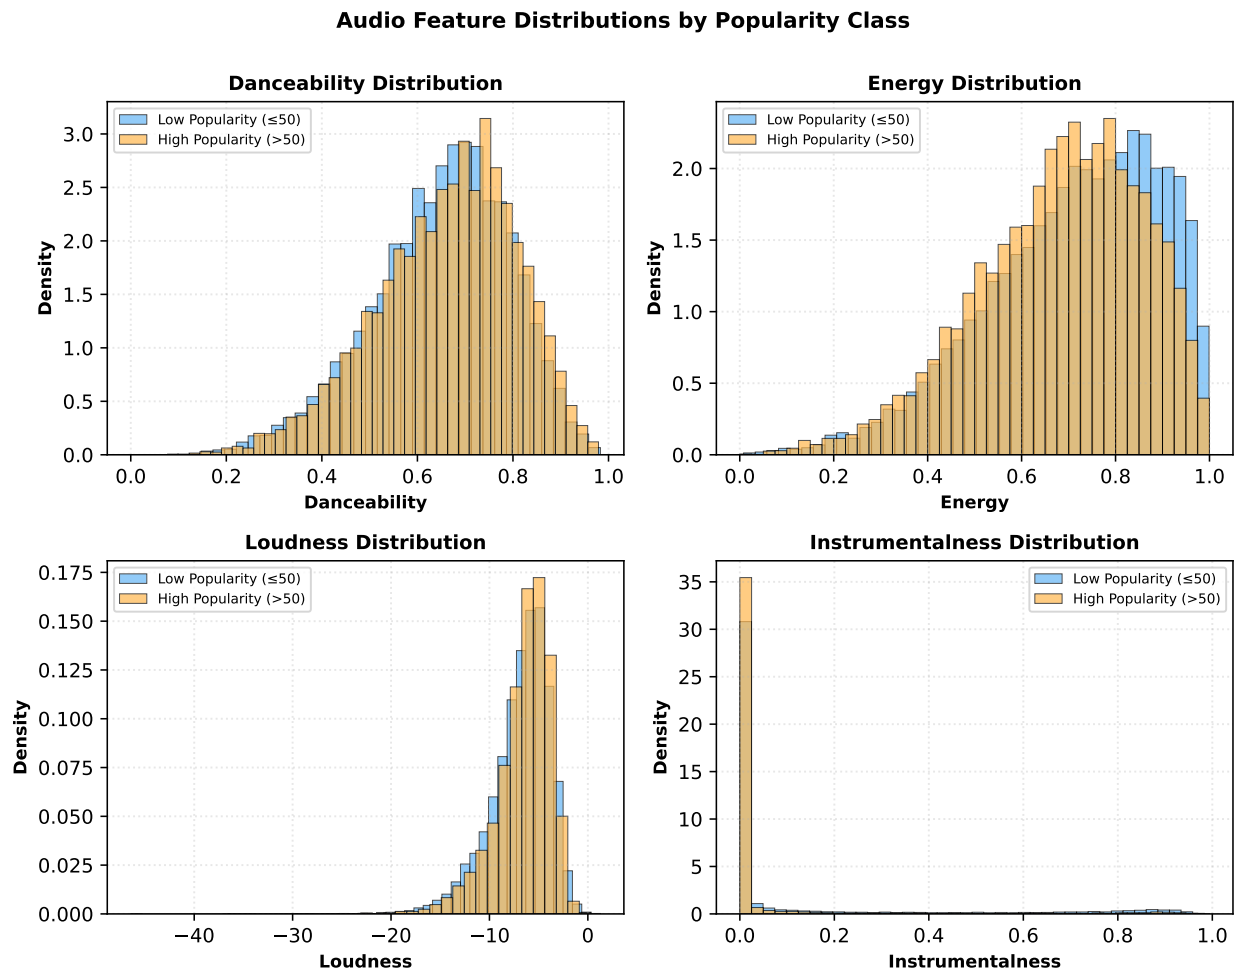 Audio Feature Distributions by Popularity Class
Danceability Distribution
Low Popularity (≤50)
High Popularity (>50)
Density
3.0
2.5
2.0
1.5
1.0
0.5
0.0
0.0 0.2 0.4 0.6 0.8 1.0
Danceability
Energy Distribution
Low Popularity (≤50)
High Popularity (>50)
Density
2.0
1.5
1.0
0.5
0.0
0.0 0.2 0.4 0.6 0.8 1.0
Energy
Loudness Distribution
Low Popularity (≤50)
High Popularity (>50)
Density
0.175
0.150
0.125
0.100
0.075
0.050
0.025
0.000
−40 −30 −20 −10 0
Loudness
Instrumentalness Distribution
Low Popularity (≤50)
High Popularity (>50)
Density
35
30
25
20
15
10
5
0
0.0 0.2 0.4 0.6 0.8 1.0
Instrumentalness